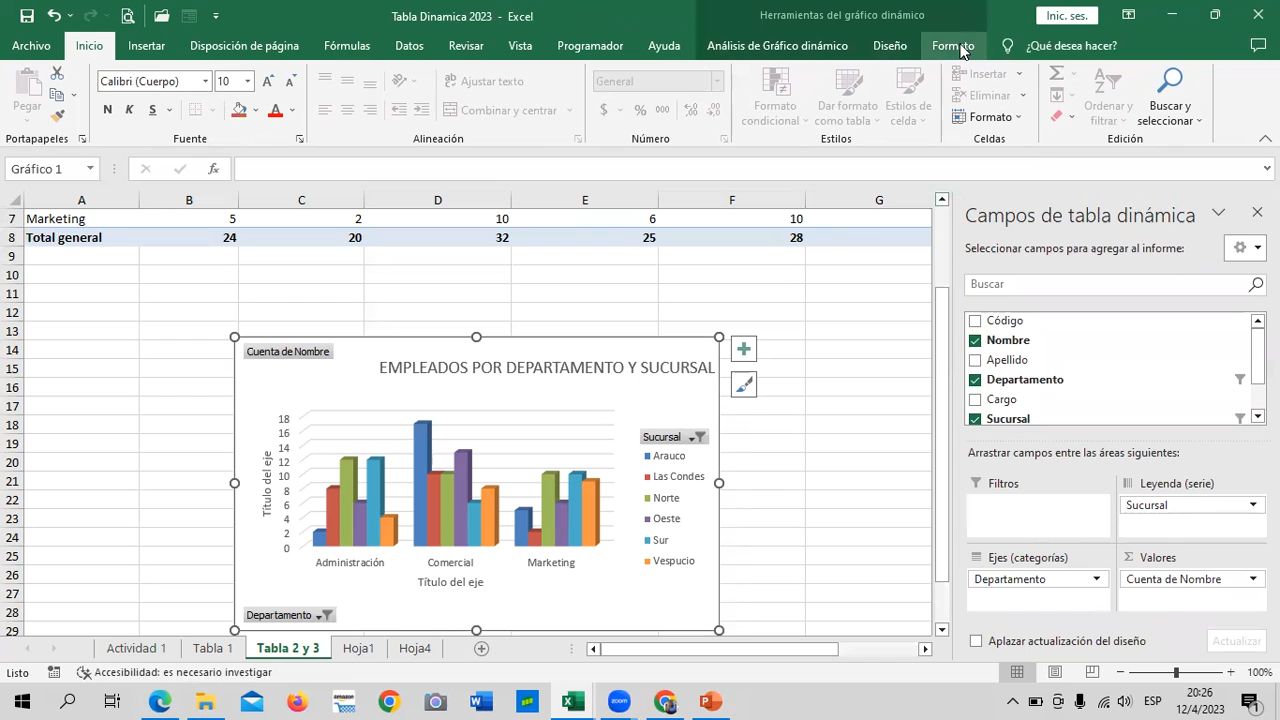 Tabla Dinamica 2023 - Excel
Herramientas del gráfico dinámico
Inic. ses.
Archivo Inicio Insertar Disposición de página Fórmulas Datos Revisar Vista Programador Ayuda Análisis de Gráfico dinámico Diseño Formato ¿Qué desea hacer?
Pegar
Calibri (Cuerpo) 10
N K S
Ajustar texto
Combinar y centrar
General
$ % 000
Formato condicional
Dar formato como tabla
Estilos de celda
Insertar
Eliminar
Formato
Ordenar y filtrar
Buscar y seleccionar
Portapapeles Fuente Alineación Número Estilos Celdas Edición
Gráfico 1
fx
A B C D E F G
7 Marketing 5 2 10 6 10
8 Total general 24 20 32 25 28
9
10
11
12
13
14
15
16
17
18
19
20
21
22
23
24
25
26
27
28
29
Cuenta de Nombre
EMPLEADOS POR DEPARTAMENTO Y SUCURSAL
18
16
14
12
10
8
6
4
2
0
Título del eje
Administración Comercial Marketing
Título del eje
Sucursal
Arauco
Las Condes
Norte
Oeste
Sur
Vespucio
Departamento
Campos de tabla dinámica
Seleccionar campos para agregar al informe:
Buscar
Código
Nombre
Apellido
Departamento
Cargo
Sucursal
Arrastrar campos entre las áreas siguientes:
Filtros
Leyenda (serie)
Sucursal
Ejes (categorías)
Departamento
Σ Valores
Cuenta de Nombre
Aplazar actualización del diseño
Actualizar
Actividad 1 Tabla 1 Tabla 2 y 3 Hoja1 Hoja4
Listo
Accesibilidad: es necesario investigar
100%
zoom
ESP
20:26
12/4/2023